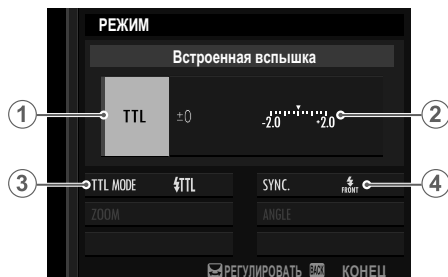 РЕЖИМ
Встроенная вспышка
1 TTL ±0 -2.0 +2.0 2
3 TTL MODE TTL SYNC. FRONT 4
ZOOM ANGLE
РЕГУЛИРОВАТЬ BACK КОНЕЦ